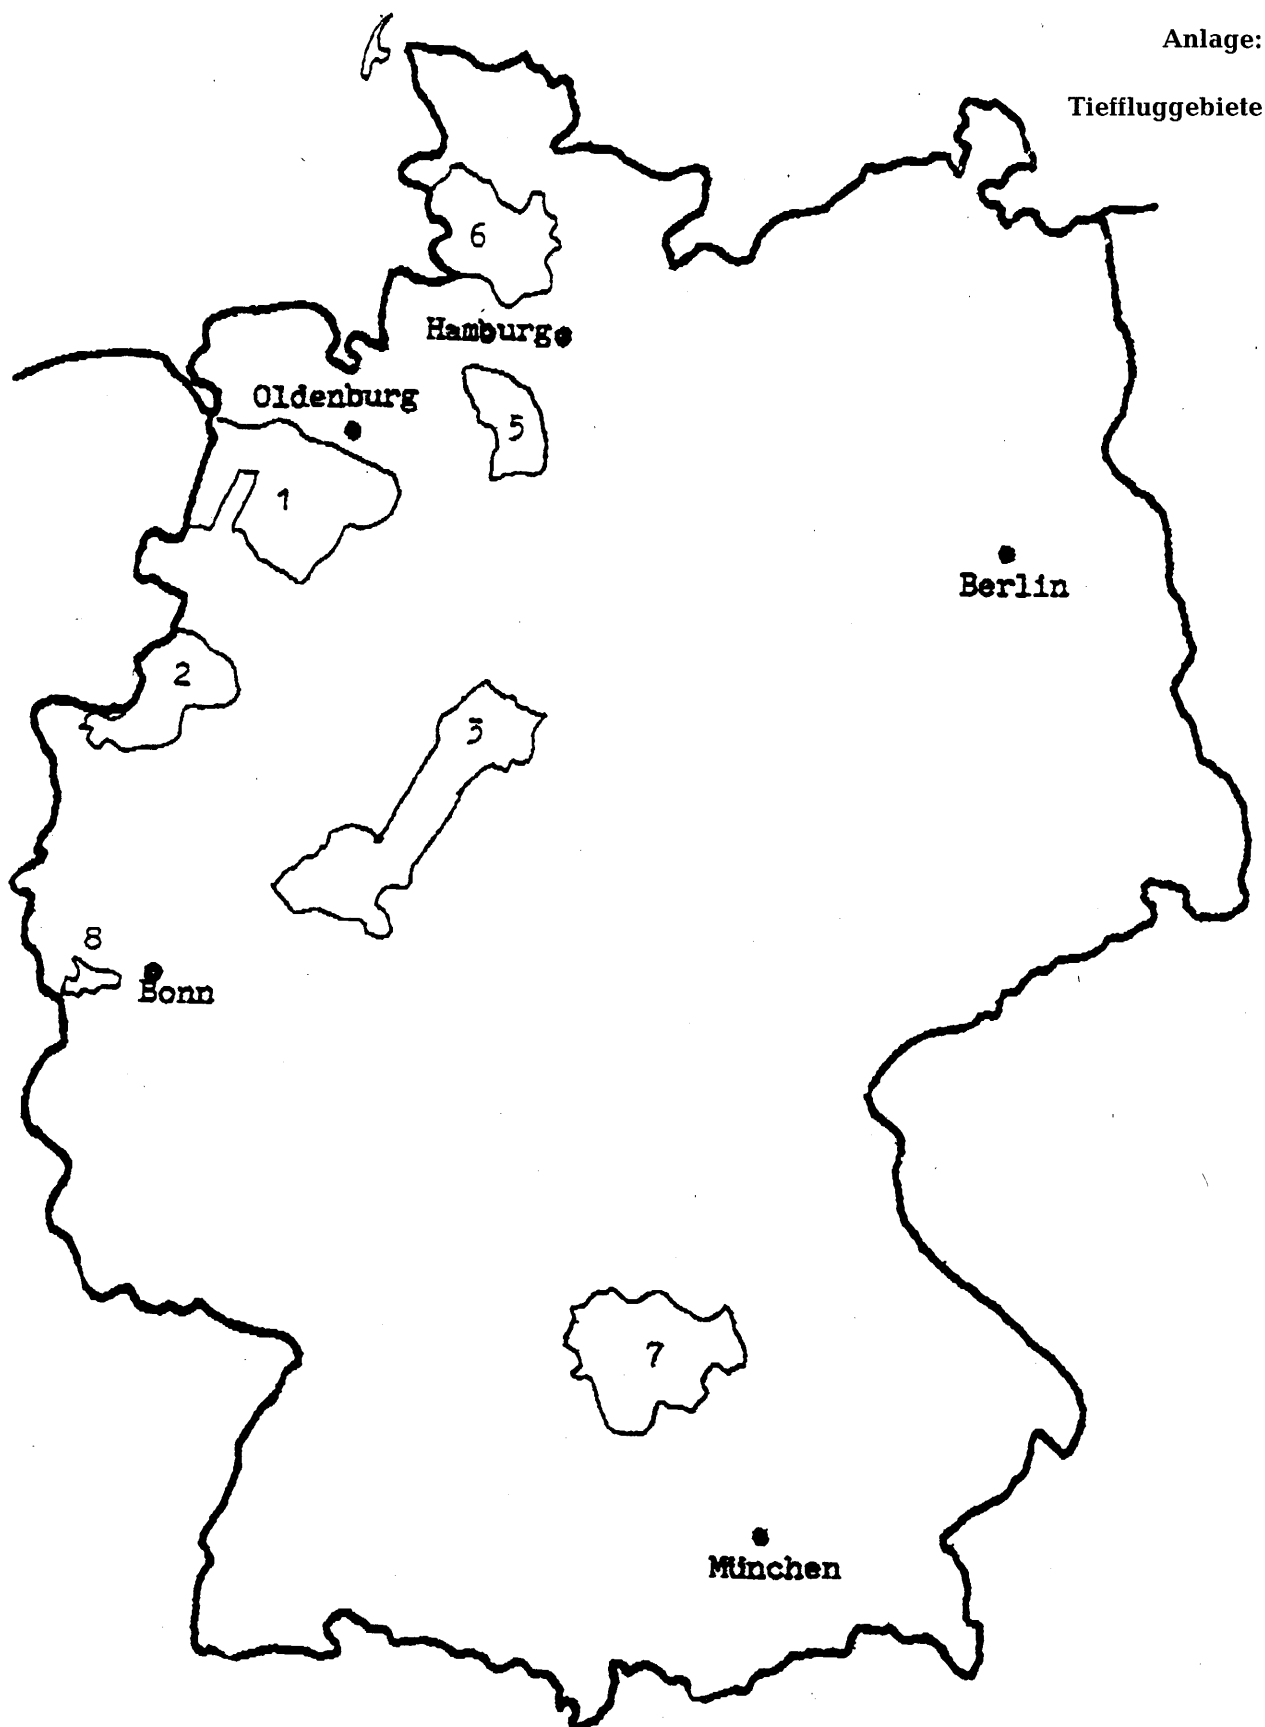 Anlage:
Tieffluggebiete
6
Hamburg
Oldenburg
5
1
Berlin
2
3
8
Bonn
7
München